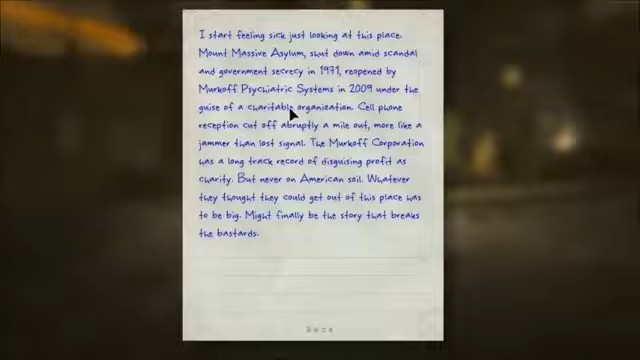 I start feeling sick just looking at this place.
Mount Massive Asylum, shut down amid scandal
and government secrecy in 1971, reopened by
Murkoff Psychiatric Systems in 2009 under the
guise of a charitable organization. Cell phone
reception cut off abruptly a mile out, more like a
jammer than lost signal. The Murkoff Corporation
has a long track record of disguising profit as
charity. But never on American soil. Whatever
they thought they could get out of this place has
to be big. Might finally be the story that breaks
the bastards.